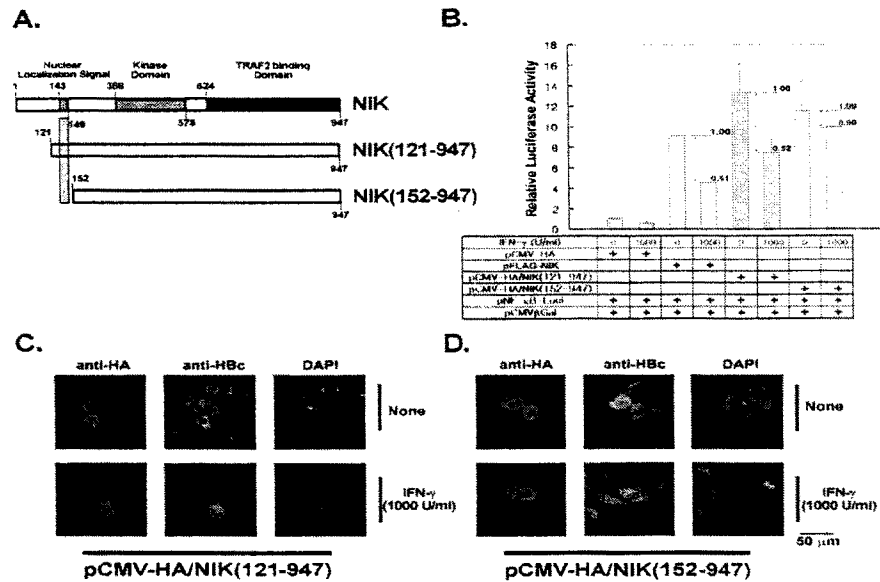 A.
Nuclear
Localization Signal
Kinase
Domain
TRAF2 binding
Domain
1 143 366 624
NIK
149 578 947
121
NIK(121-947)
947
152
NIK(152-947)
947
B.
Relative Luciferase Activity
18
16
14
12
10
8
6
4
2
0
1.00
0.51
1.00
0.52
1.00
0.90
IFN-γ (U/ml) 0 1000 0 1000 0 1000 0 1000
pCMV-HA + +
pFLAG-NIK + +
pCMV-HA/NIK(121-947) + +
pCMV-HA/NIK(152-947) + +
pNF-κB-Luci + + + + + + + +
pCMVβGal + + + + + + + +
C.
anti-HA anti-HBc DAPI
None
IFN-γ
(1000 U/ml)
pCMV-HA/NIK(121-947)
D.
anti-HA anti-HBc DAPI
None
IFN-γ
(1000 U/ml)
50 μm
pCMV-HA/NIK(152-947)